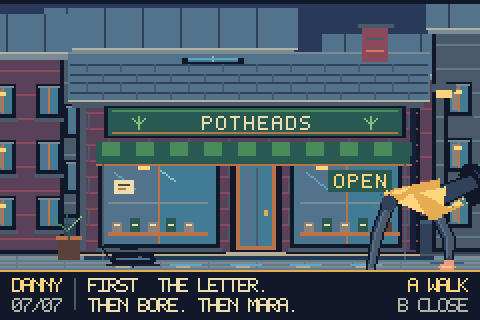 POTHEADS
OPEN
DANNY
07/07
FIRST THE LETTER.
THEN BORE. THEN MARA.
A WALK
B CLOSE